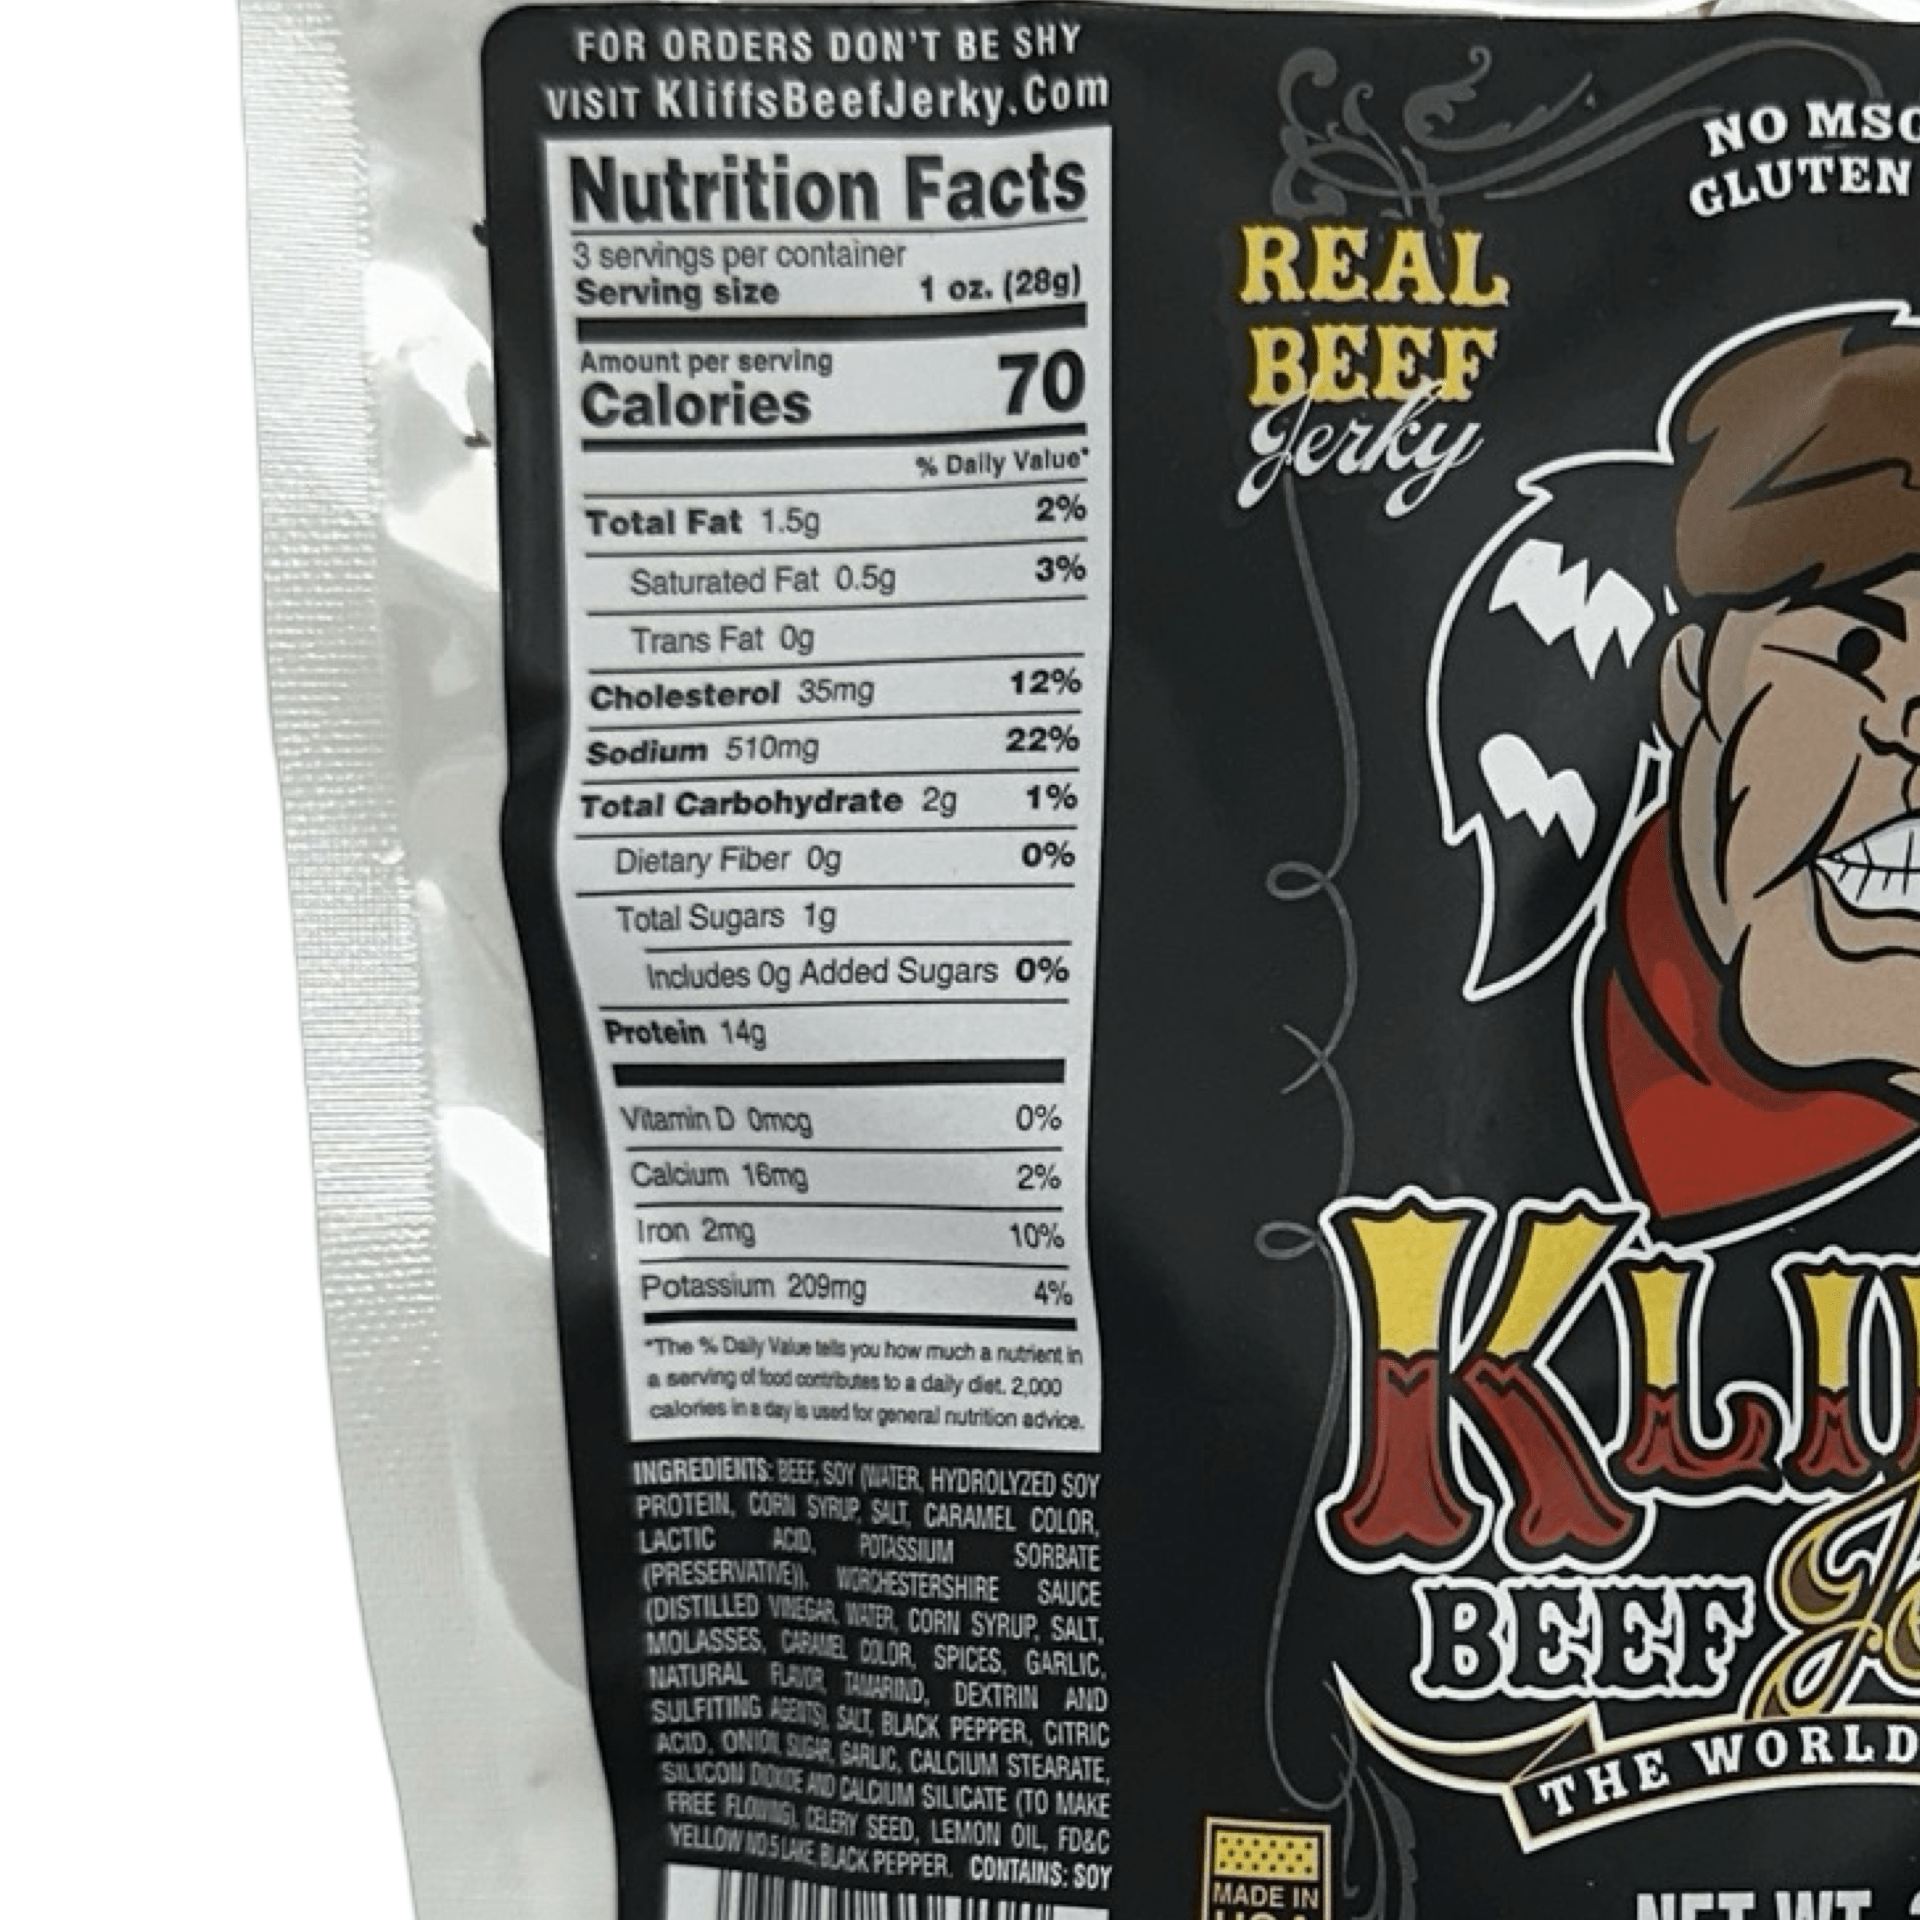 FOR ORDERS DON'T BE SHY
VISIT KliffsBeefJerky.Com
Nutrition Facts
3 servings per container
Serving size 1 oz. (28g)
Amount per serving
Calories 70
% Daily Value*
Total Fat 1.5g 2%
Saturated Fat 0.5g 3%
Trans Fat 0g
Cholesterol 35mg 12%
Sodium 510mg 22%
Total Carbohydrate 2g 1%
Dietary Fiber 0g 0%
Total Sugars 1g
Includes 0g Added Sugars 0%
Protein 14g
Vitamin D 0mcg 0%
Calcium 16mg 2%
Iron 2mg 10%
Potassium 209mg 4%
*The % Daily Value tells you how much a nutrient in
a serving of food contributes to a daily diet. 2,000
calories in a day is used for general nutrition advice.
INGREDIENTS: BEEF, SOY (WATER, HYDROLYZED SOY
PROTEIN, CORN SYRUP, SALT, CARAMEL COLOR,
LACTIC ACID, POTASSIUM SORBATE
(PRESERVATIVE)), WORCHESTERSHIRE SAUCE
(DISTILLED VINEGAR, WATER, CORN SYRUP, SALT,
MOLASSES, CARAMEL COLOR, SPICES, GARLIC,
NATURAL FLAVOR, TAMARIND, DEXTRIN AND
SULFITING AGENTS), SALT, BLACK PEPPER, CITRIC
ACID, ONION, SUGAR, GARLIC, CALCIUM STEARATE,
SILICON DIOXIDE AND CALCIUM SILICATE (TO MAKE
FREE FLOWING), CELERY SEED, LEMON OIL, FD&C
YELLOW NO.5 LAKE, BLACK PEPPER. CONTAINS: SOY
NO MSG
GLUTEN
REAL
BEEF
Jerky
KLI
BEEF Je
THE WORLD
MADE IN
USA
NET WT.